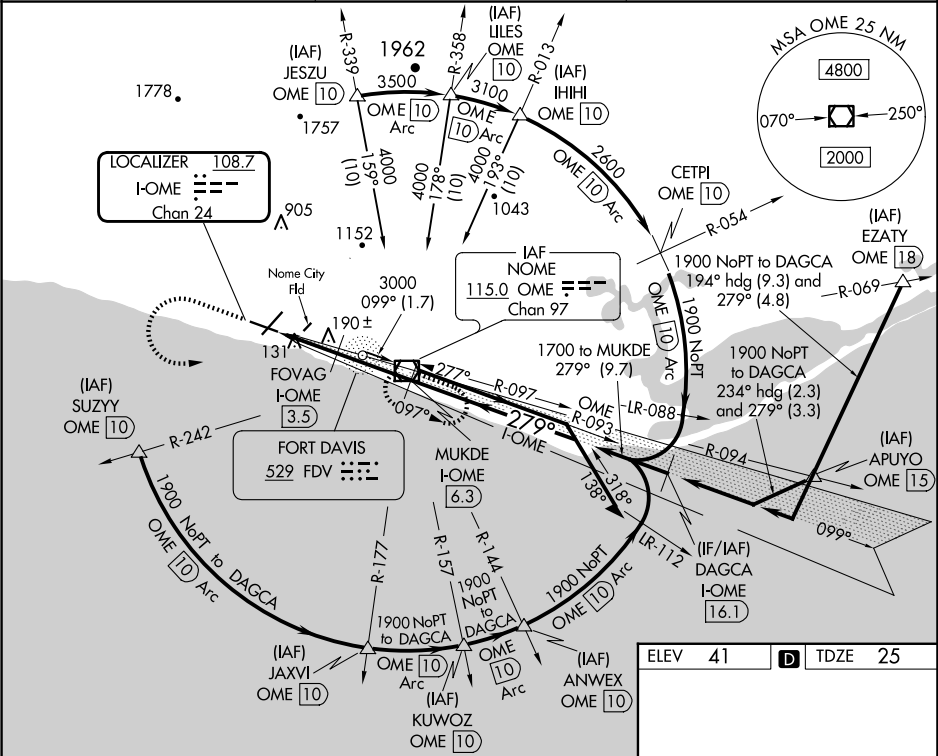 (IAF)
JESZU
OME 10
R-339
1962
R-358
(IAF)
LILES
OME
10
R-013
(IAF)
IHIHI
OME 10
3500
OME 10
Arc
3100
OME
10 Arc
1778
1757
4000
159°
(10)
4000
178°
(10)
4000
193°
(10)
1043
2600
OME 10 Arc
CETPI
OME 10
R-054
MSA OME 25 NM
4800
070°
250°
2000
LOCALIZER 108.7
I-OME
Chan 24
905
1152
Nome City
Fld
3000
099° (1.7)
190±
131
IAF
NOME
115.0 OME
Chan 97
(IAF)
EZATY
OME 18
R-069
1900 NoPT to DAGCA
194° hdg (9.3) and
279° (4.8)
OME 10 Arc
1900 NoPT
1700 to MUKDE
279° (9.7)
1900 NoPT
to DAGCA
234° hdg (2.3)
and 279° (3.3)
FOVAG
I-OME
3.5
277°
R-097
097°
279°
I-OME
OME
R-093
LR-088
R-094
(IAF)
APUYO
OME 15
099°
(IAF)
SUZYY
OME 10
R-242
FORT DAVIS
529 FDV
MUKDE
I-OME
6.3
138°
318°
LR-112
(IF/IAF)
DAGCA
I-OME
16.1
1900 NoPT to DAGCA
OME 10 Arc
R-177
R-157
R-144
1900 NoPT
to DAGCA
OME 10
Arc
1900
NoPT
to
DAGCA
OME
10
Arc
1900 NoPT
OME 10 Arc
(IAF)
JAXVI
OME 10
(IAF)
KUWOZ
OME 10
(IAF)
ANWEX
OME 10
ELEV 41 D TDZE 25